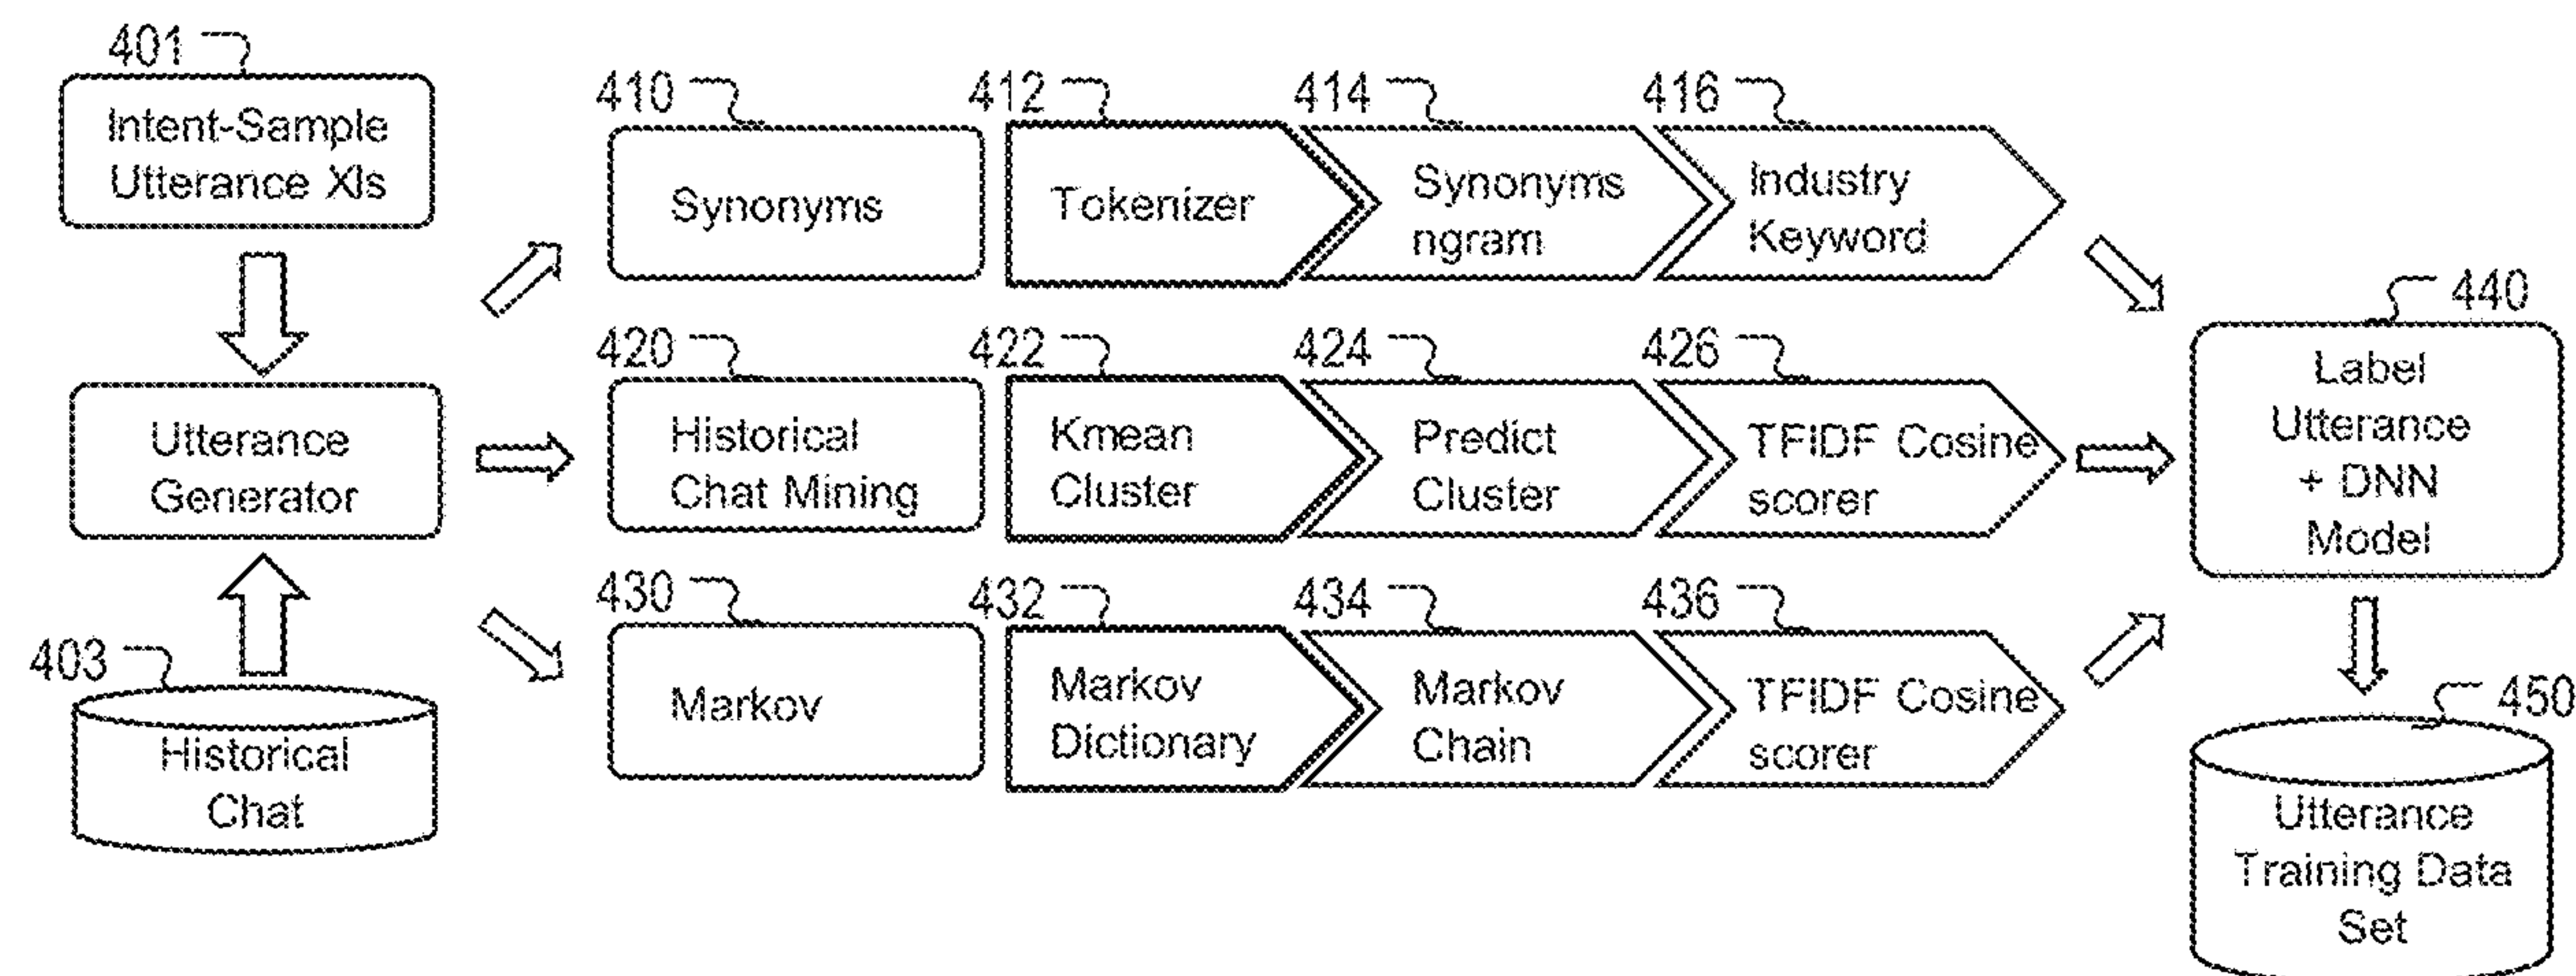 401
Intent-Sample
Utterance Xls
Utterance
Generator
403
Historical
Chat
410
Synonyms
412
Tokenizer
414
Synonyms
ngram
416
Industry
Keyword
420
Historical
Chat Mining
422
Kmean
Cluster
424
Predict
Cluster
426
TFIDF Cosine
scorer
430
Markov
432
Markov
Dictionary
434
Markov
Chain
436
TFIDF Cosine
scorer
440
Label
Utterance
+ DNN
Model
450
Utterance
Training Data
Set